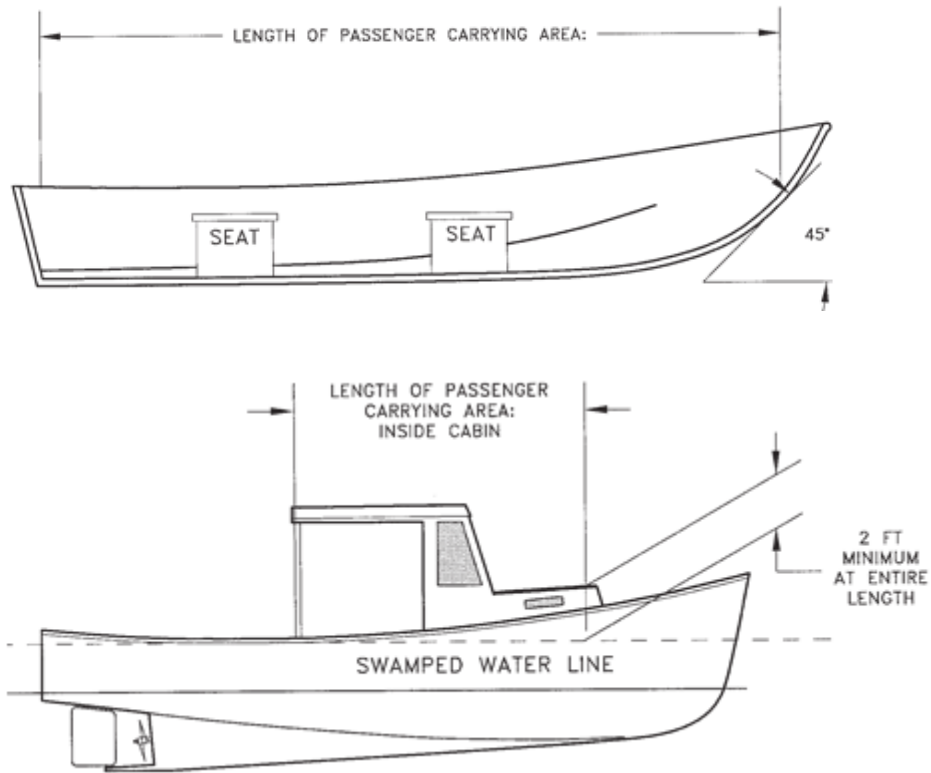 LENGTH OF PASSENGER CARRYING AREA:
SEAT
SEAT
45°
LENGTH OF PASSENGER
CARRYING AREA:
INSIDE CABIN
2 FT
MINIMUM
AT ENTIRE
LENGTH
SWAMPED WATER LINE